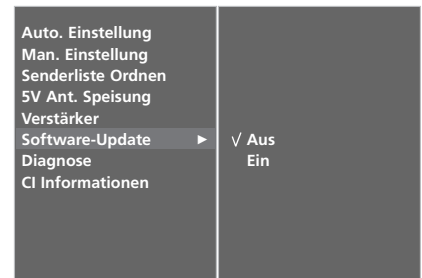 Auto. Einstellung
Man. Einstellung
Senderliste Ordnen
5V Ant. Speisung
Verstärker
Software-Update ▶ √ Aus
Diagnose Ein
CI Informationen